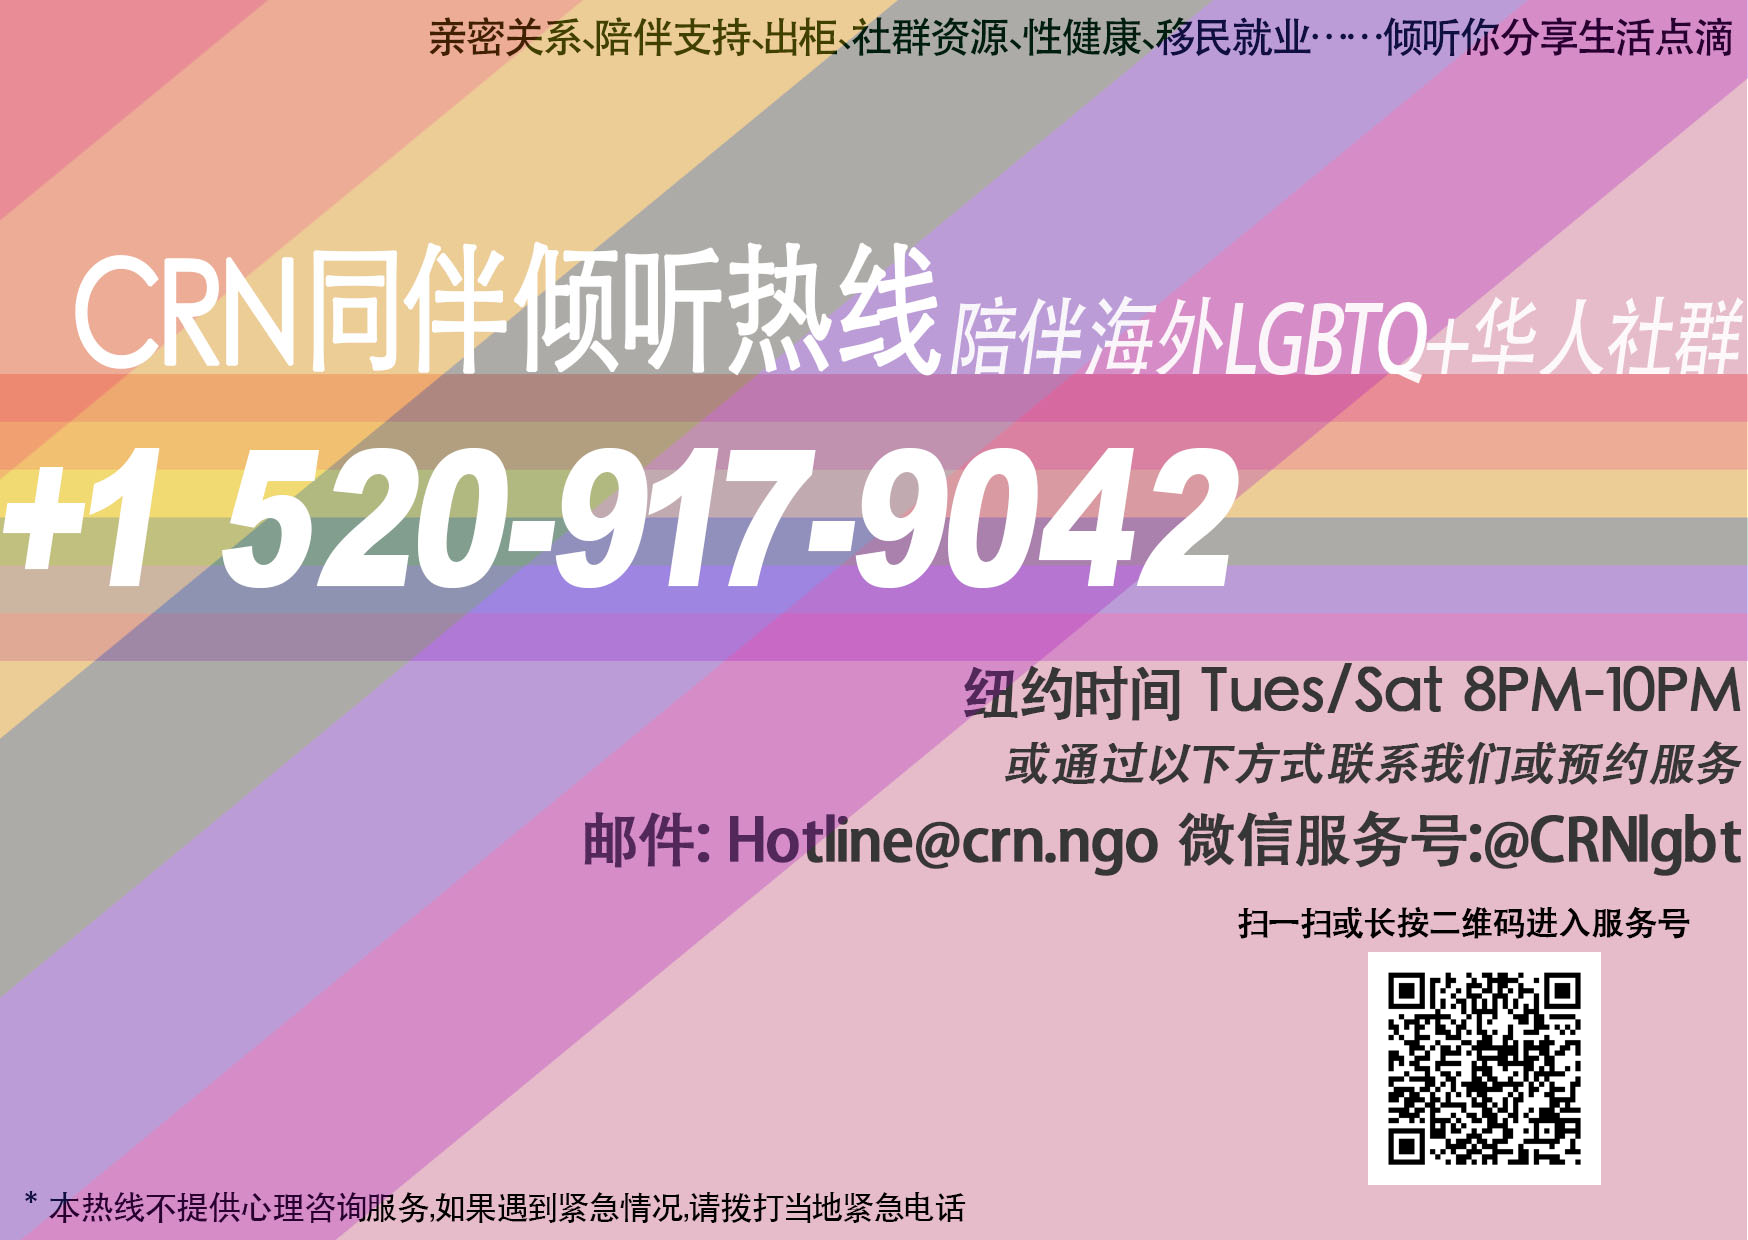 亲密关系、陪伴支持、出柜、社群资源、性健康、移民就业……倾听你分享生活点滴
CRN同伴倾听热线 陪伴海外LGBTQ+华人社群
+1 520-917-9042
纽约时间 Tues/Sat 8PM-10PM
或通过以下方式联系我们或预约服务
邮件: Hotline@crn.ngo 微信服务号:@CRNlgbt
扫一扫或长按二维码进入服务号
* 本热线不提供心理咨询服务,如果遇到紧急情况,请拨打当地紧急电话